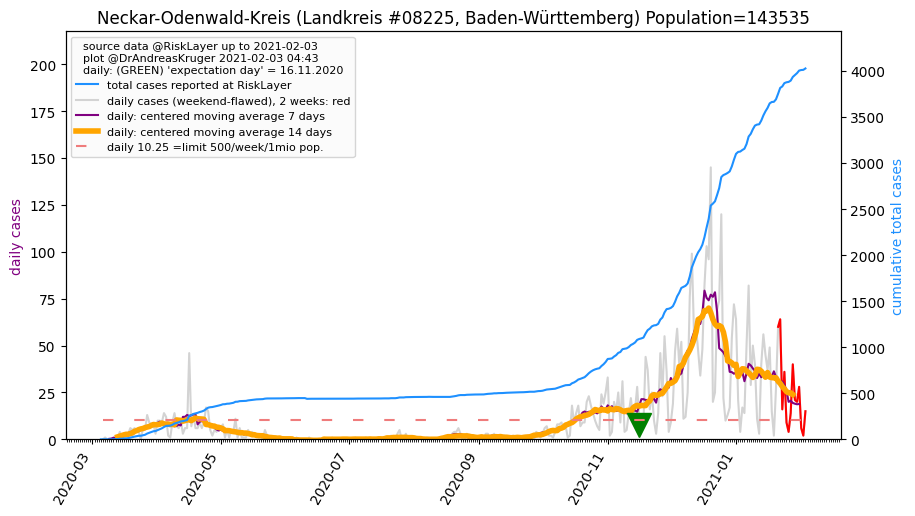 Neckar-Odenwald-Kreis (Landkreis #08225, Baden-Württemberg) Population=143535
source data @RiskLayer up to 2021-02-03
plot @DrAndreasKruger 2021-02-03 04:43
daily: (GREEN) 'expectation day' = 16.11.2020
total cases reported at RiskLayer
daily cases (weekend-flawed), 2 weeks: red
daily: centered moving average 7 days
daily: centered moving average 14 days
daily 10.25 =limit 500/week/1mio pop.
daily cases
200
175
150
125
100
75
50
25
0
cumulative total cases
4000
3500
3000
2500
2000
1500
1000
500
0
2020-03
2020-05
2020-07
2020-09
2020-11
2021-01